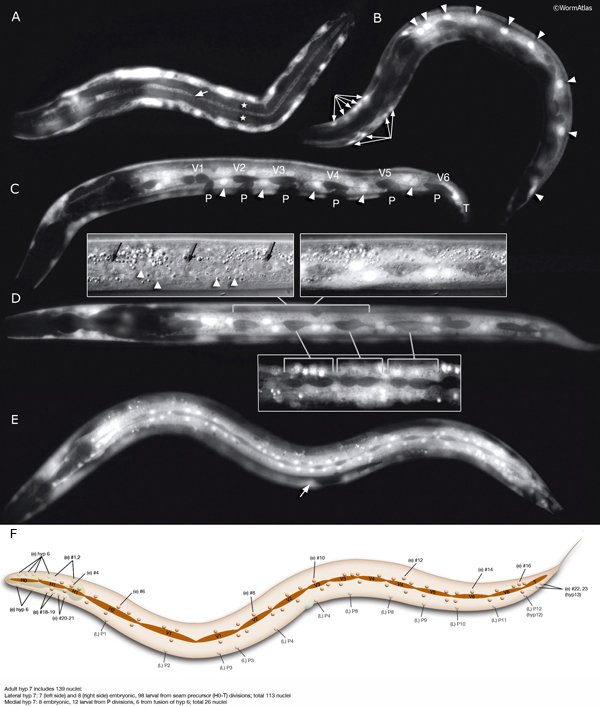 ©WormAtlas
A
B
C
V1
V2
V3
V4
V5
V6
P
P
P
P
P
P
T
D
E
F
(e) hyp 6
(e) #1,2
(e) #4
(e) #6
(e) #8
(e) #10
(e) #12
(e) #14
(e) #16
(e) #22, 23
(hyp13)
(e) hyp 6
(e) #18-19
(e) #20-21
(L) P1
(L) P2
(L) P3
(L) P3
(L) P4
(L) P4
(L) P8
(L) P8
(L) P9
(L) P10
(L) P11
(L) P12
(hyp12)
Adult hyp 7 includes 139 nuclei:
Lateral hyp 7: 7 (left side) and 8 (right side) embryonic, 98 larval from seam precursor (H0-T) divisions; total 113 nuclei
Medial hyp 7: 8 embryonic, 12 larval from P divisions, 6 from fusion of hyp 6; total 26 nuclei